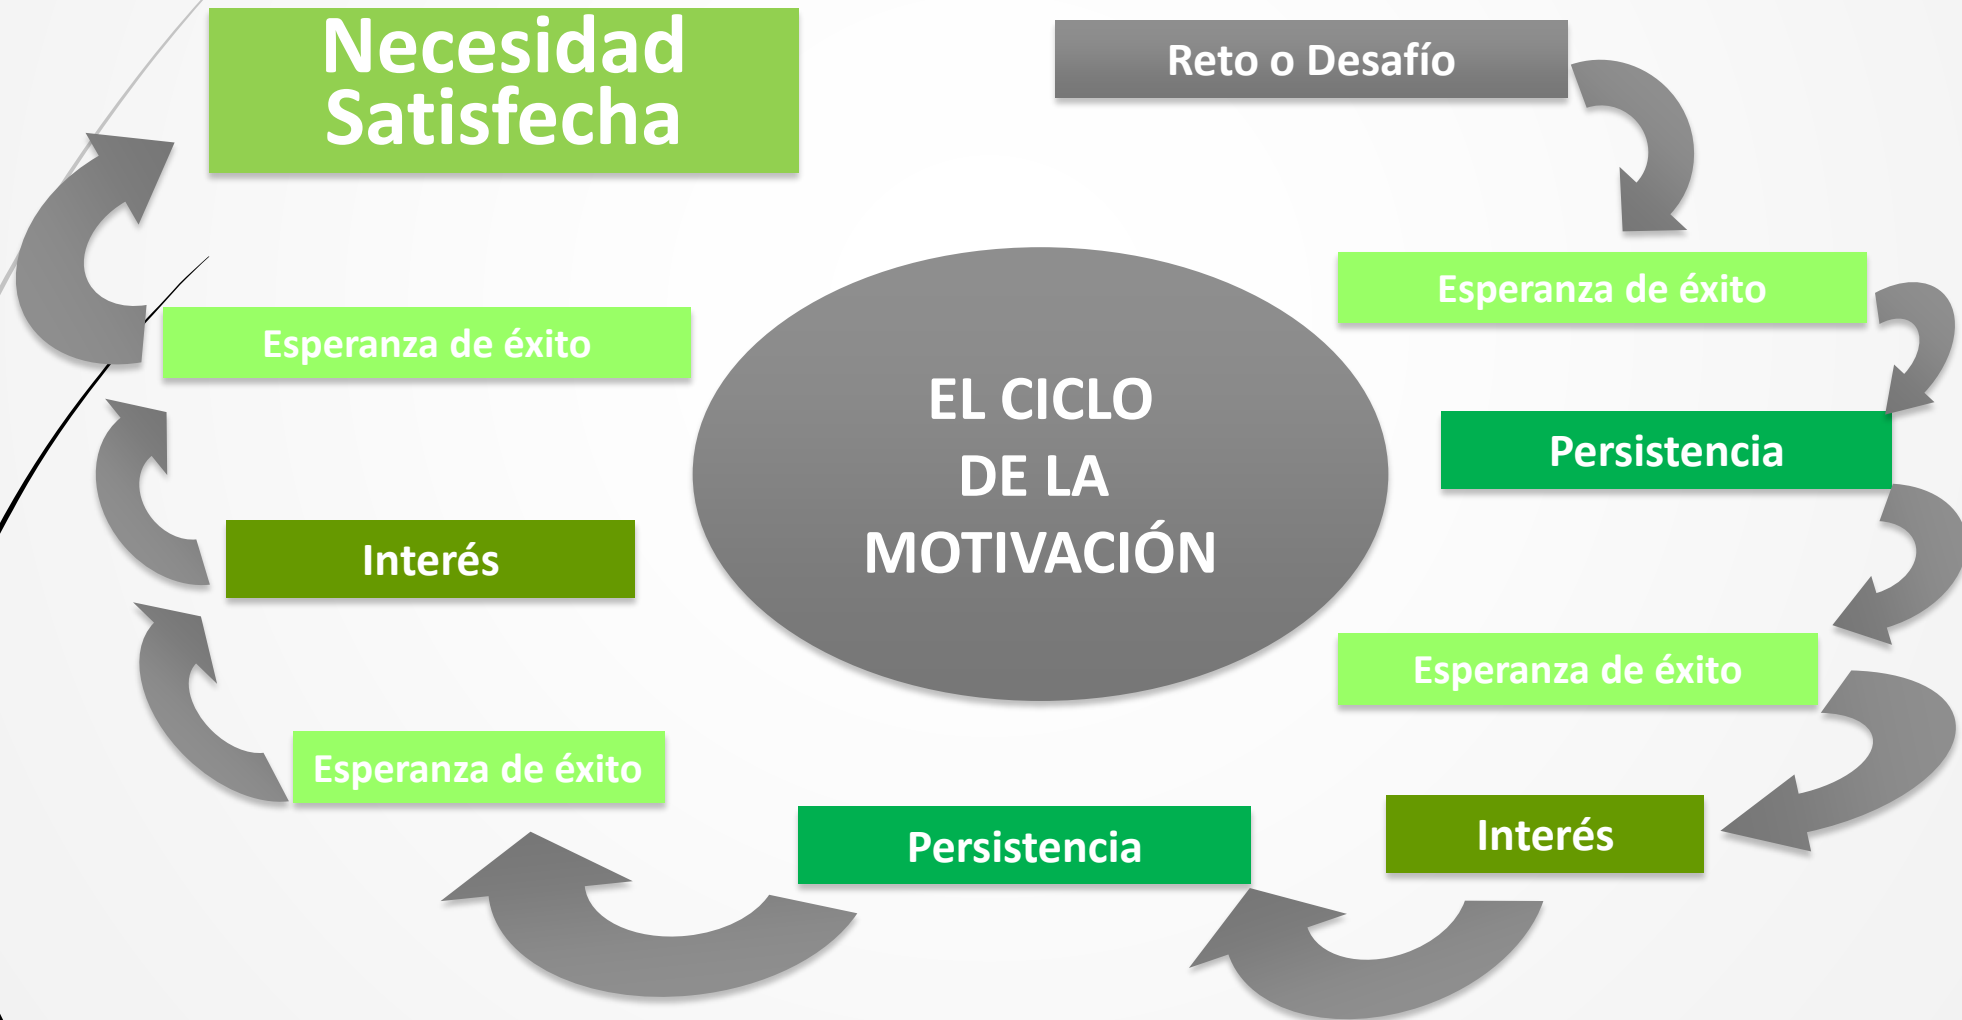 Necesidad
Satisfecha
Reto o Desafío
Esperanza de éxito
Persistencia
Esperanza de éxito
Interés
Persistencia
Esperanza de éxito
Interés
Esperanza de éxito
EL CICLO
DE LA
MOTIVACIÓN